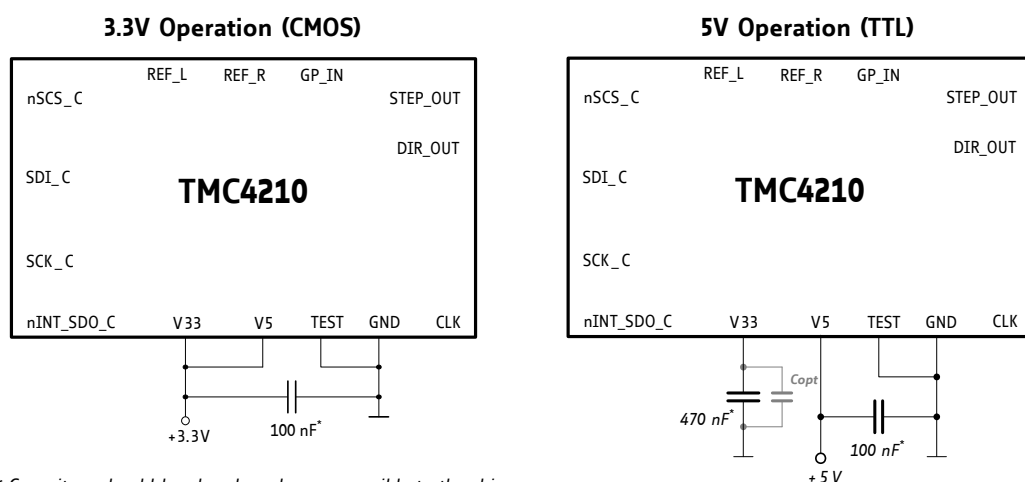 3.3V Operation (CMOS)
REF_L REF_R GP_IN
nSCS_C STEP_OUT
DIR_OUT
SDI_C
TMC4210
SCK_C
nINT_SDO_C V33 V5 TEST GND CLK
+3.3V
100 nF*
5V Operation (TTL)
REF_L REF_R GP_IN
nSCS_C STEP_OUT
DIR_OUT
SDI_C
TMC4210
SCK_C
nINT_SDO_C V33 V5 TEST GND CLK
Copt
470 nF*
100 nF*
+5V